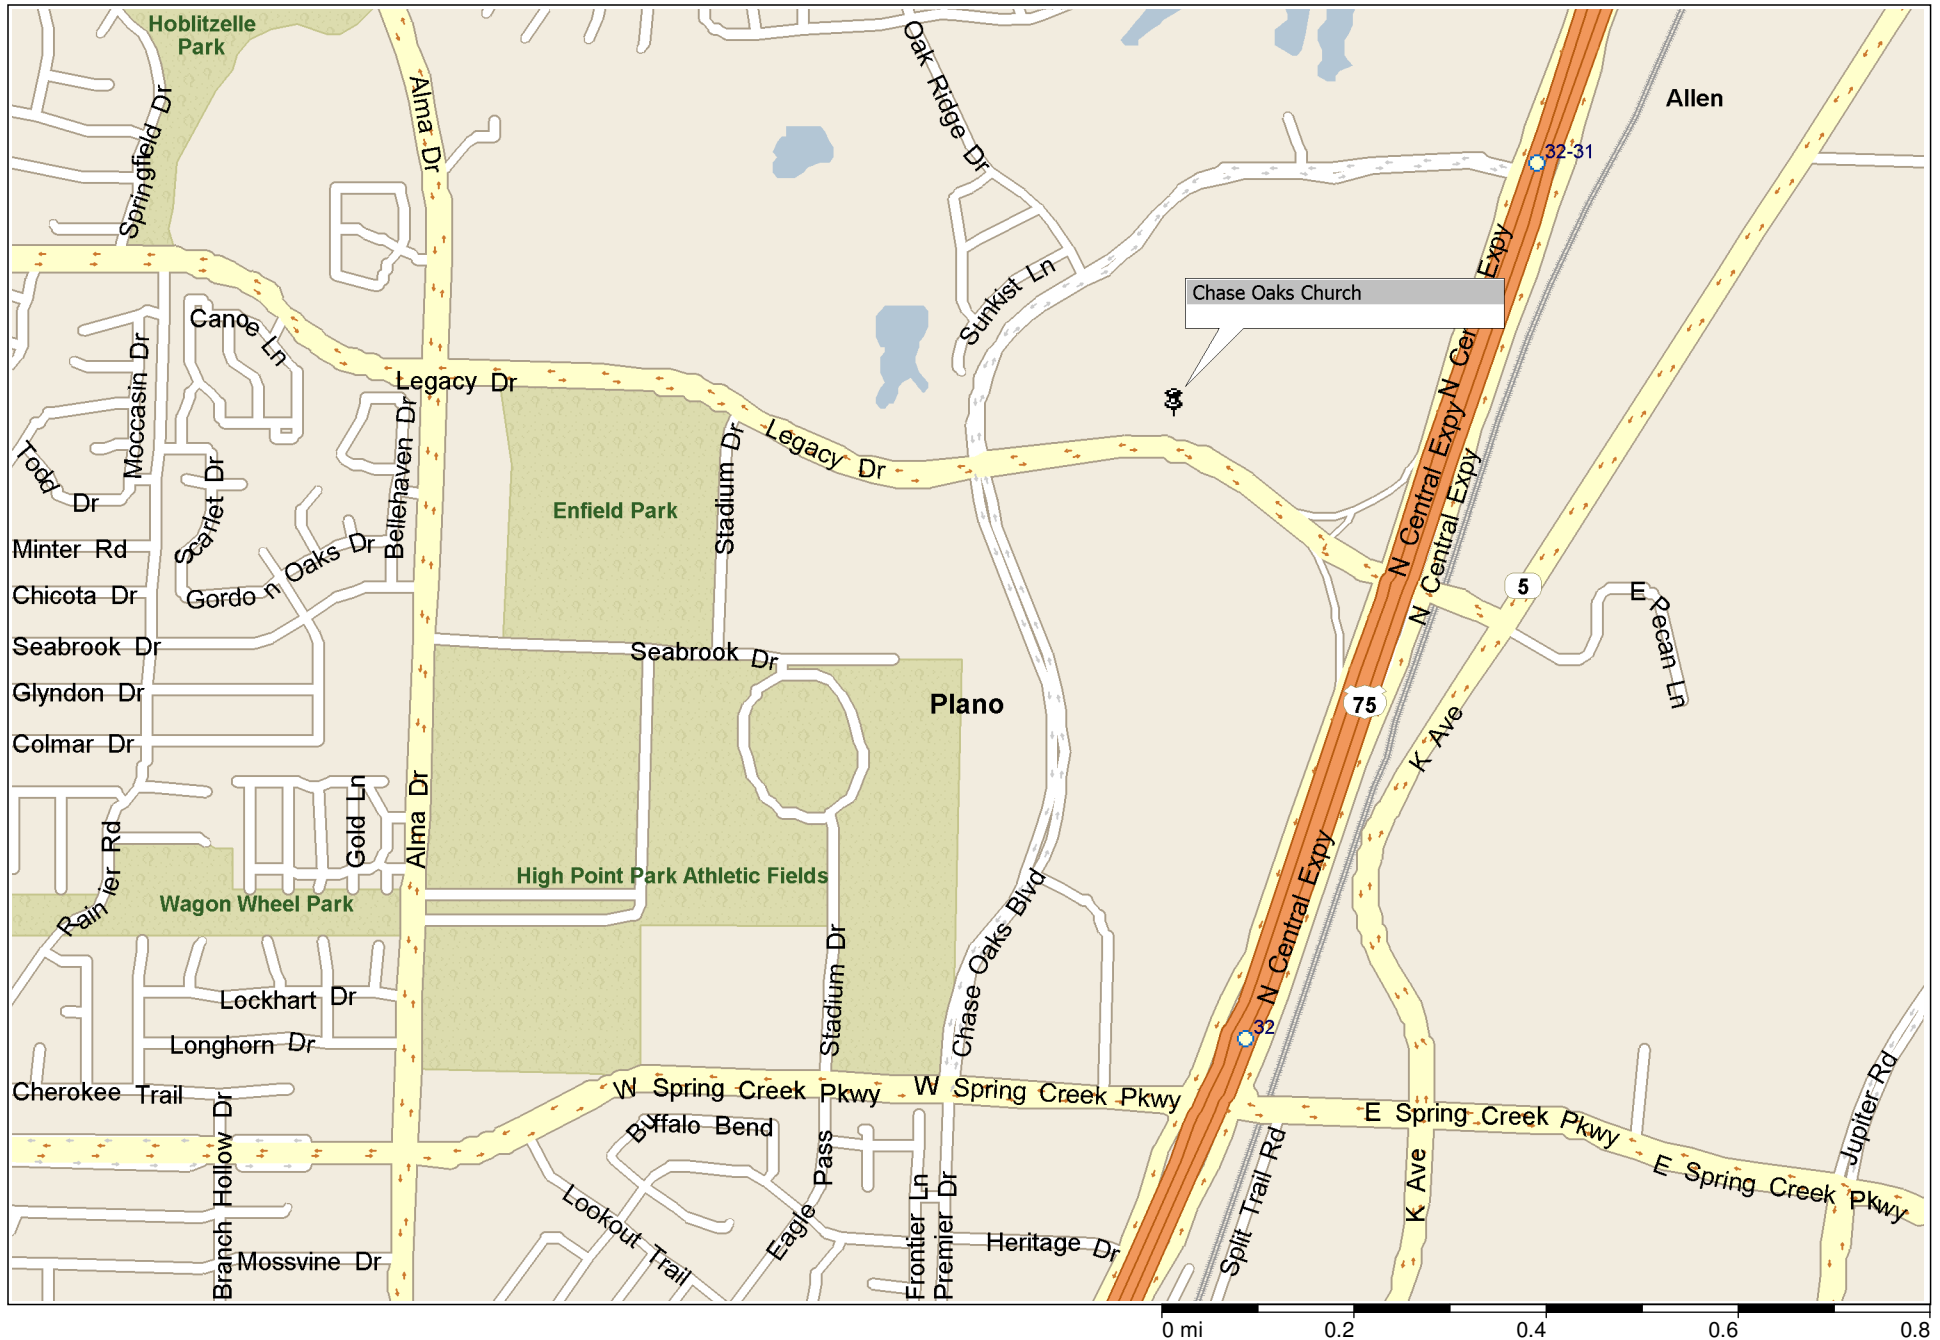 Hoblitzelle
Park
Springfield Dr
Alma Dr
Oak Ridge Dr
Allen
32-31
N Central Expy
Chase Oaks Church
Sunkist Ln
Canoe Ln
Moccasin Dr
Legacy Dr
Legacy Dr
Bellehaven Dr
Todd Dr
Scarlet Dr
Stadium Dr
Enfield Park
N Central Expy
N Central Expy
Minter Rd
Gordon Oaks Dr
Chicota Dr
5
E Pecan Ln
Seabrook Dr
Seabrook Dr
Glyndon Dr
Plano
75
Colmar Dr
K Ave
Gold Ln
Alma Dr
Rainier Rd
High Point Park Athletic Fields
Wagon Wheel Park
N Central Expy
Chase Oaks Blvd
Stadium Dr
Lockhart Dr
Longhorn Dr
32
Cherokee Trail
W Spring Creek Pkwy
W Spring Creek Pkwy
E Spring Creek Pkwy
E Spring Creek Pkwy
Jupiter Rd
Buffalo Bend
Branch Hollow Dr
Eagle Pass
Frontier Ln
Premier Dr
Split Trail Rd
K Ave
Lookout Trail
Heritage Dr
Mossvine Dr
0 mi 0.2 0.4 0.6 0.8